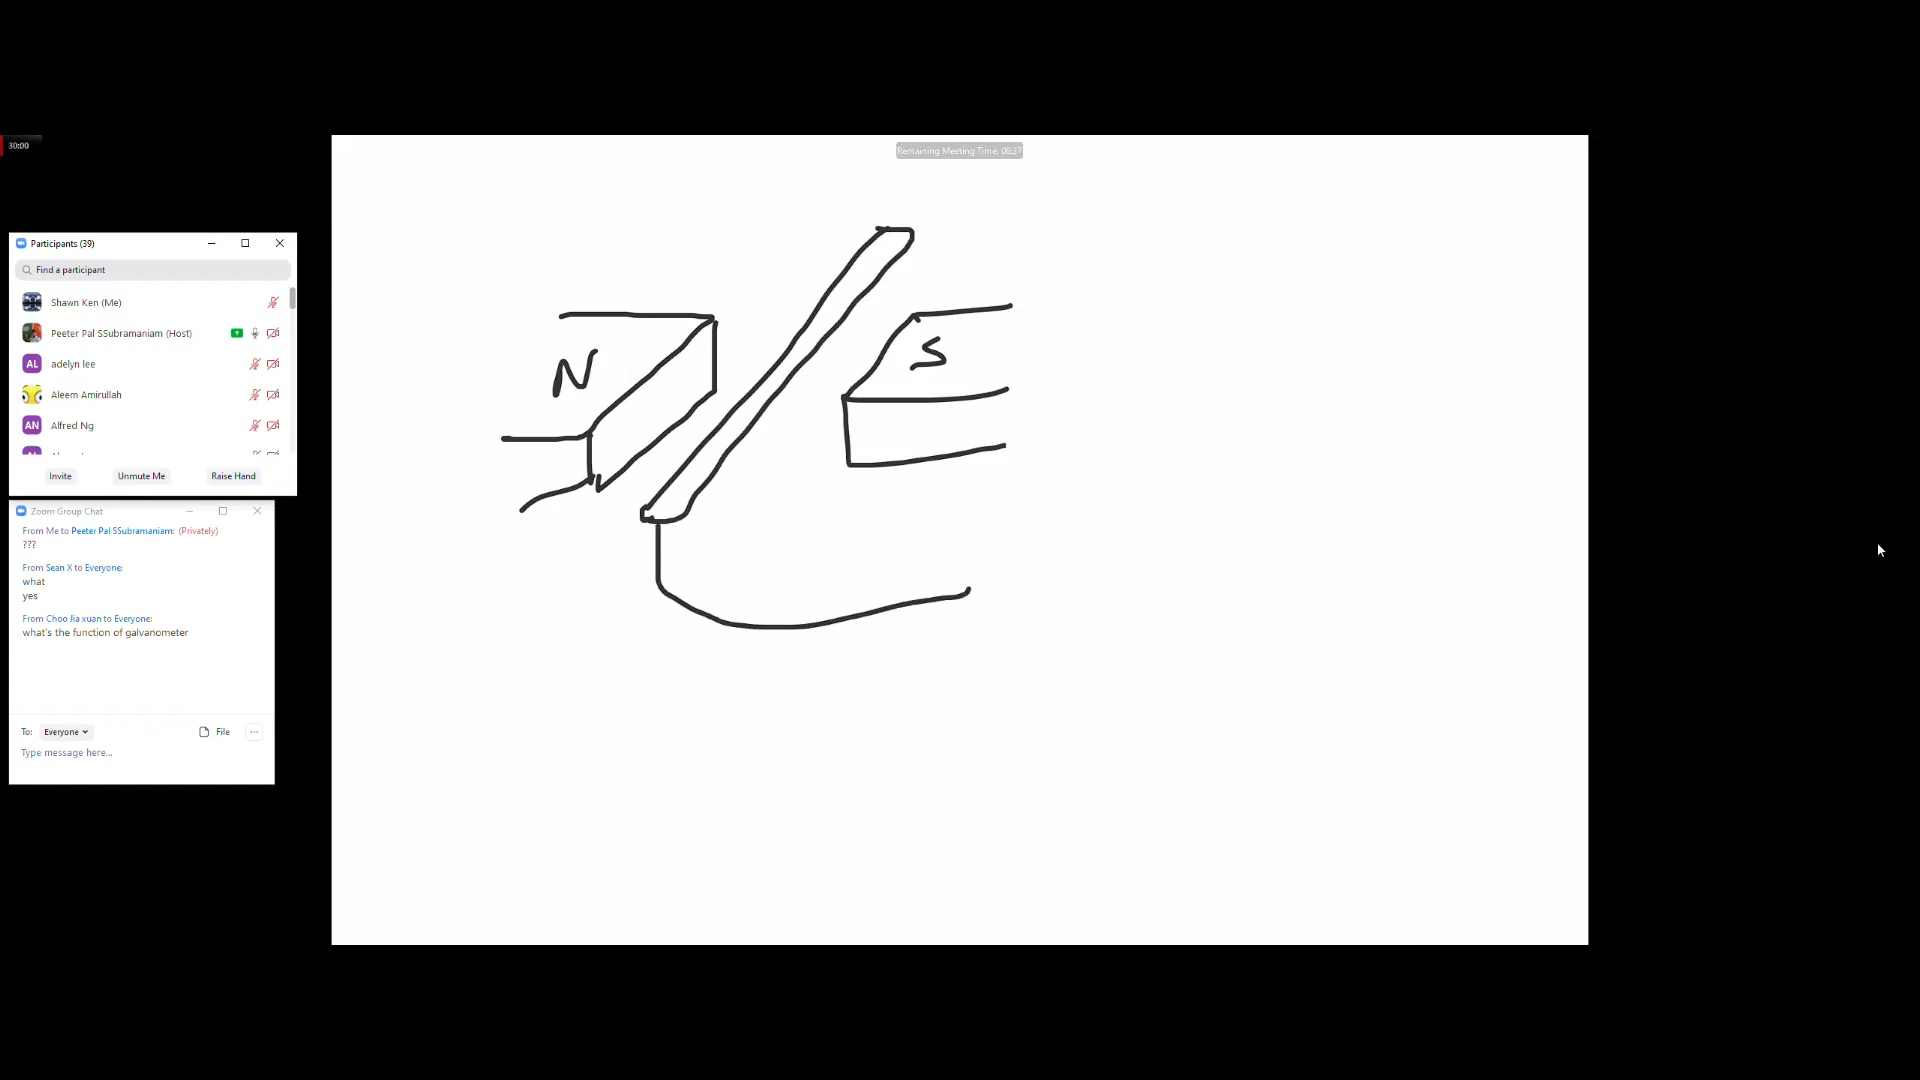 Remaining Meeting Time: 08:37
30:00
Participants (39)
Find a participant
Shawn Ken (Me)
Peeter Pal SSubramaniam (Host)
AL adelyn lee
Aleem Amirullah
AN Alfred Ng
Invite Unmute Me Raise Hand
Zoom Group Chat
From Me to Peeter Pal SSubramaniam: (Privately)
???
From Sean X to Everyone:
what
yes
From Choo Jia xuan to Everyone:
what's the function of galvanometer
To: Everyone File ...
Type message here...
N
S